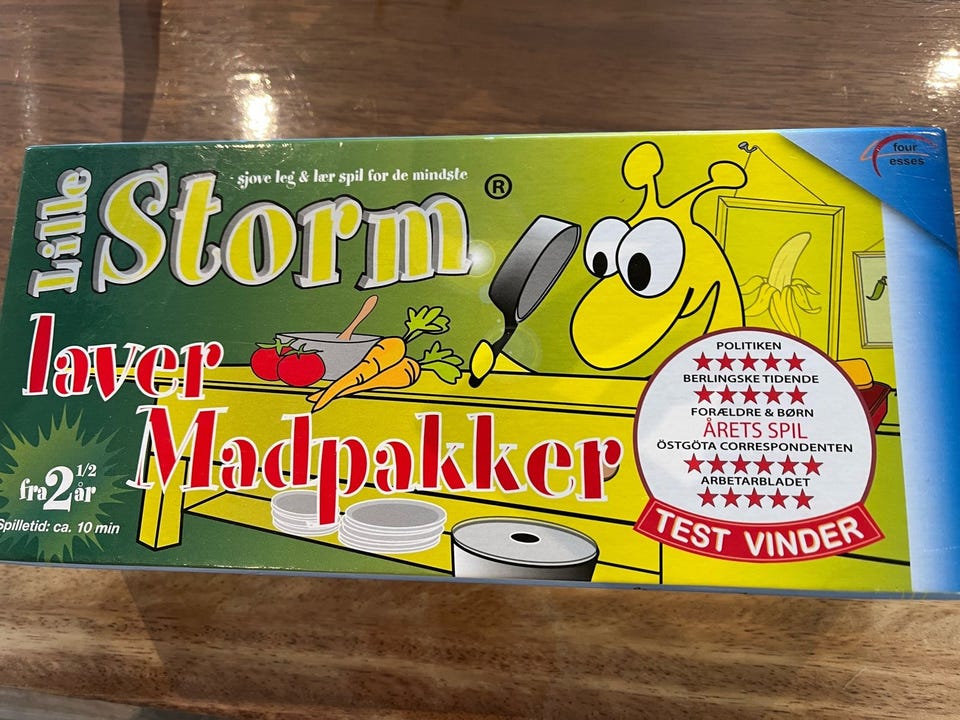 sjove leg & lær spil for de mindste
Lille Storm ®
laver
Madpakker
fra 2 1/2 år
Spilletid: ca. 10 min
four
esses
POLITIKEN
★★★★★
BERLINGSKE TIDENDE
★★★★★
FORÆLDRE & BØRN
ÅRETS SPIL
ÖSTGÖTA CORRESPONDENTEN
★★★★★★
ARBETARBLADET
★★★★★
TEST VINDER